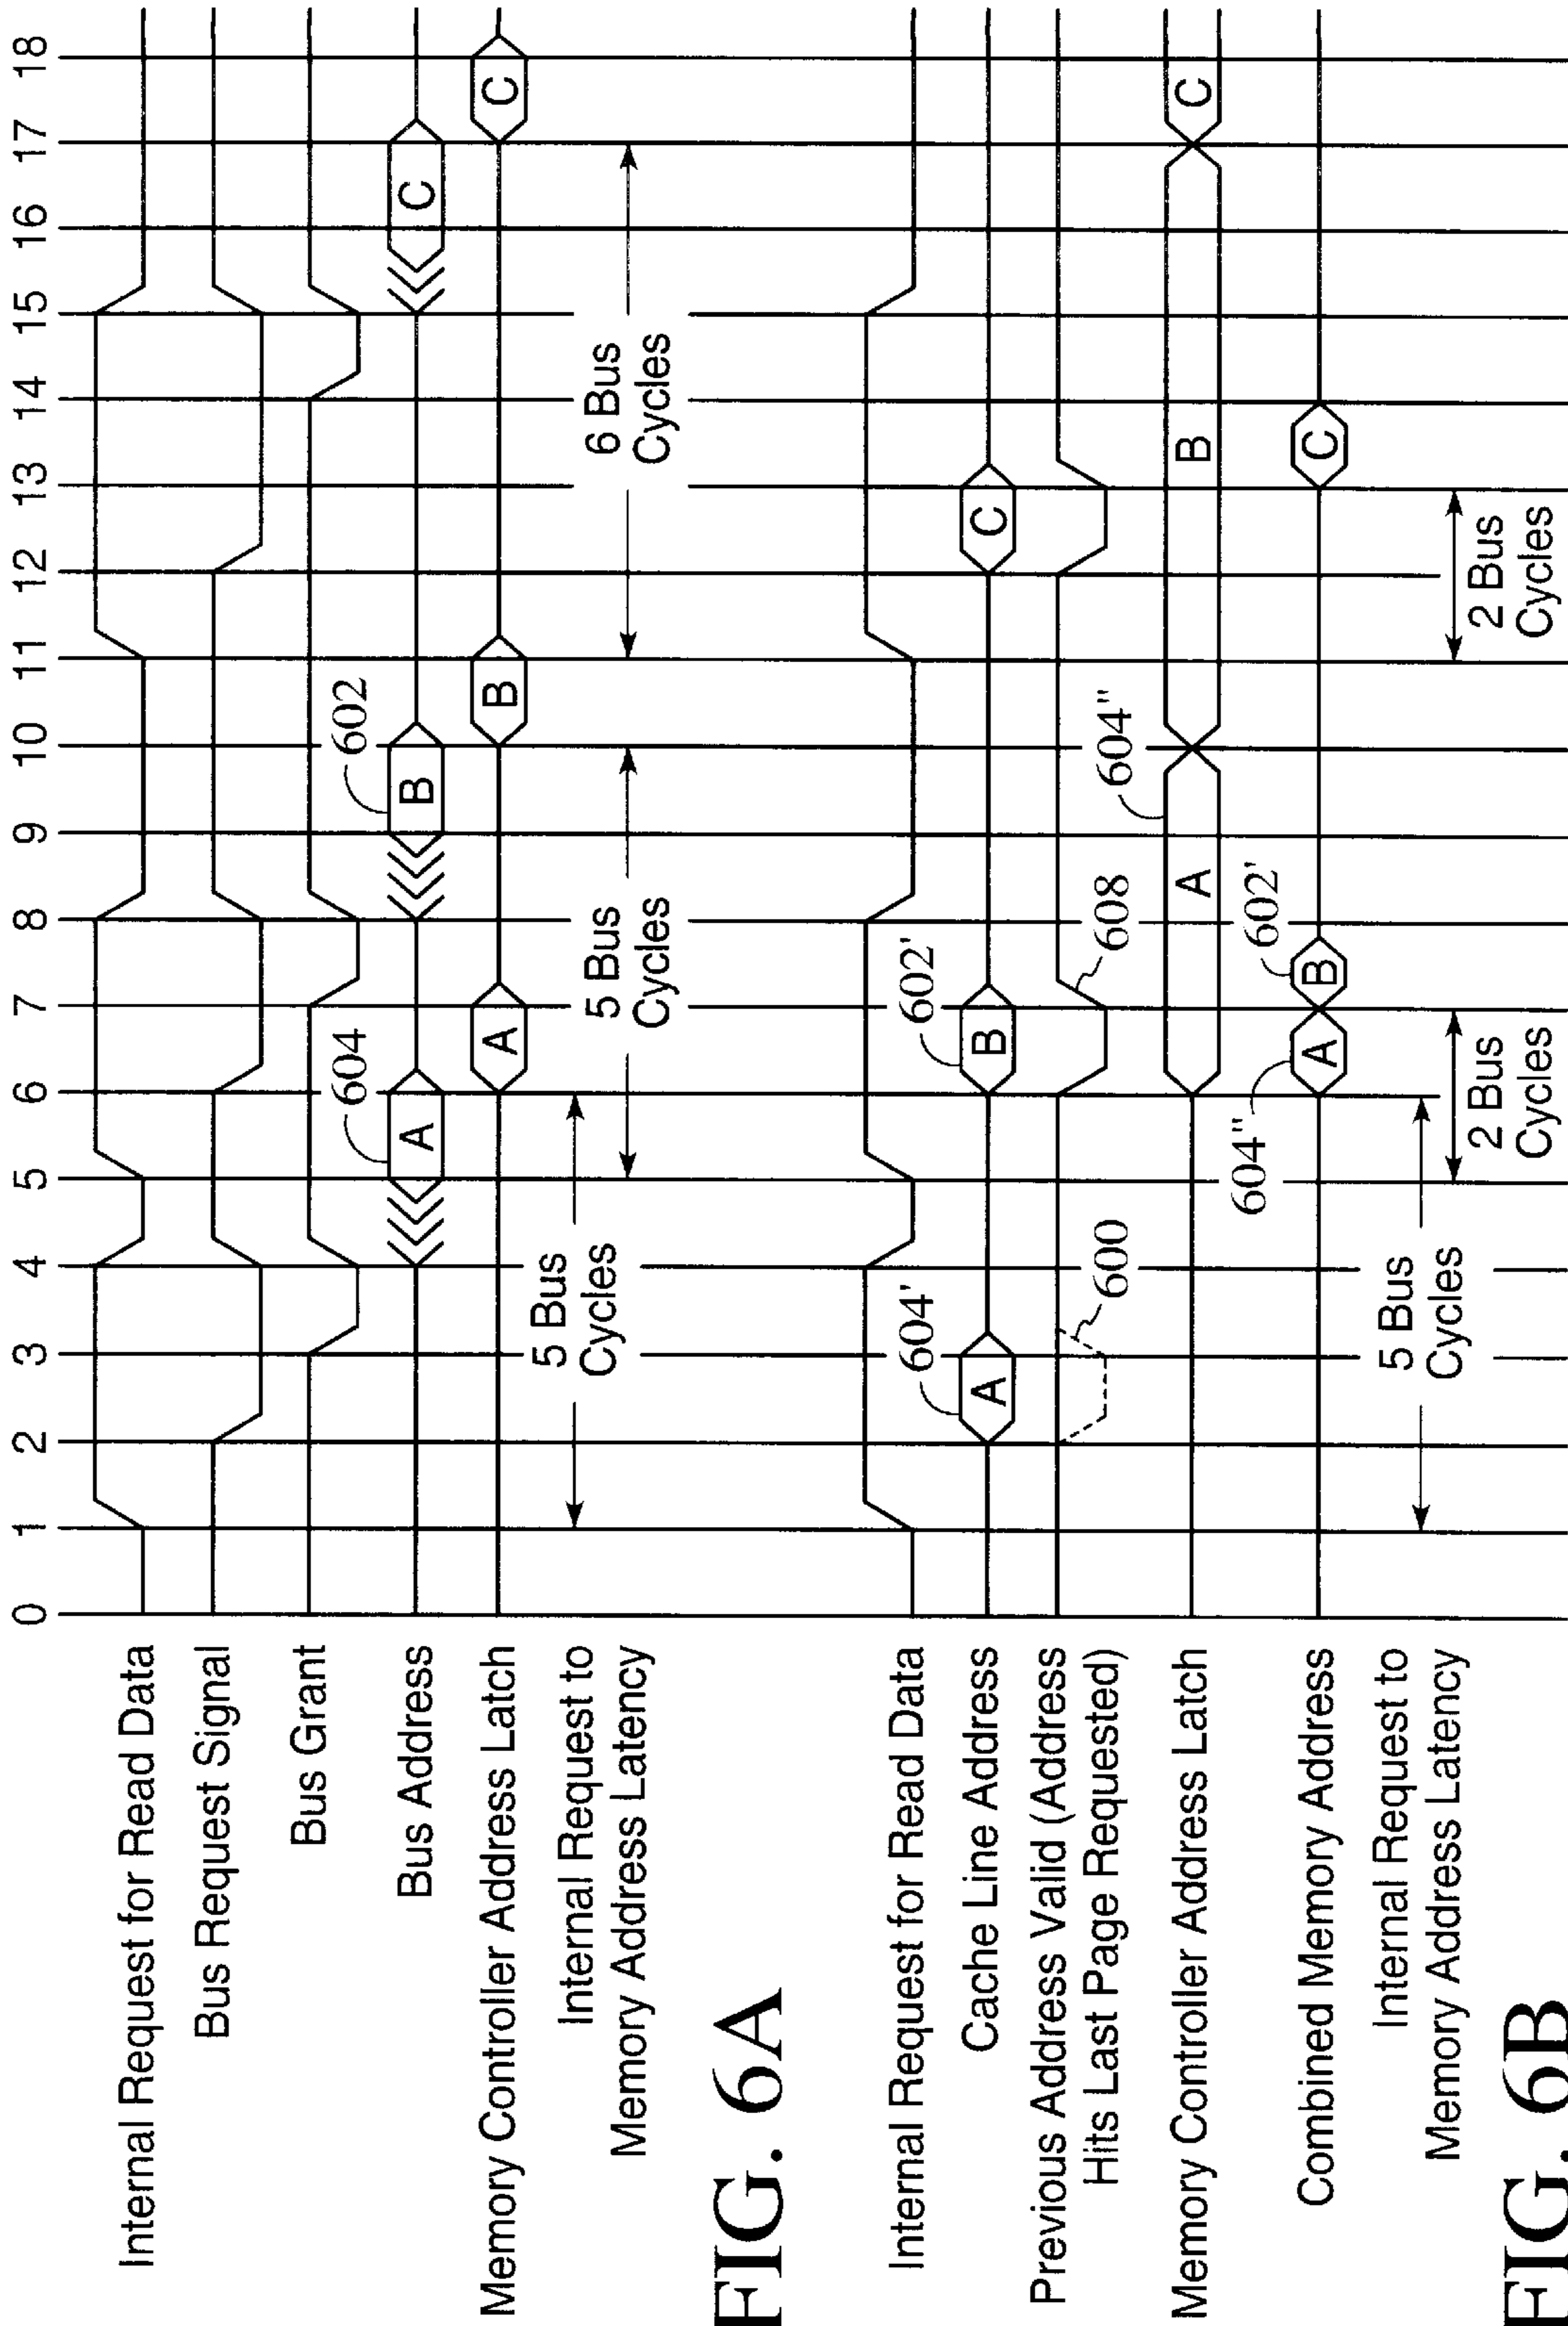 0 1 2 3 4 5 6 7 8 9 10 11 12 13 14 15 16 17 18
Internal Request for Read Data
Bus Request Signal
Bus Grant
604
602
Bus Address
A
B
C
Memory Controller Address Latch
A
B
C
Internal Request to
Memory Address Latency
5 Bus
Cycles
5 Bus
Cycles
6 Bus
Cycles
FIG. 6A
Internal Request for Read Data
604'
602'
Cache Line Address
A
B
C
Previous Address Valid (Address
Hits Last Page Requested)
600
608
604"
Memory Controller Address Latch
A
B
C
604"
602'
Combined Memory Address
A
B
C
Internal Request to
Memory Address Latency
5 Bus
Cycles
2 Bus
Cycles
2 Bus
Cycles
FIG. 6B